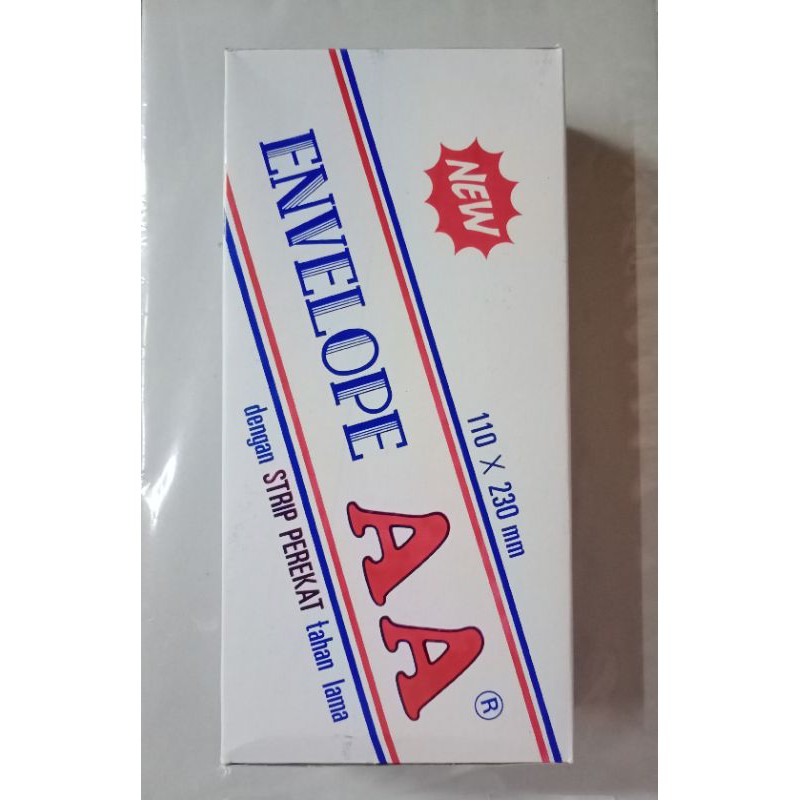 NEW
110 X 230 mm
ENVELOPE AA ®
dengan STRIP PEREKAT tahan lama